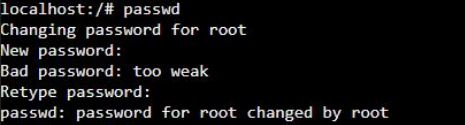 localhost:/# passwd
Changing password for root
New password:
Bad password: too weak
Retype password:
passwd: password for root changed by root